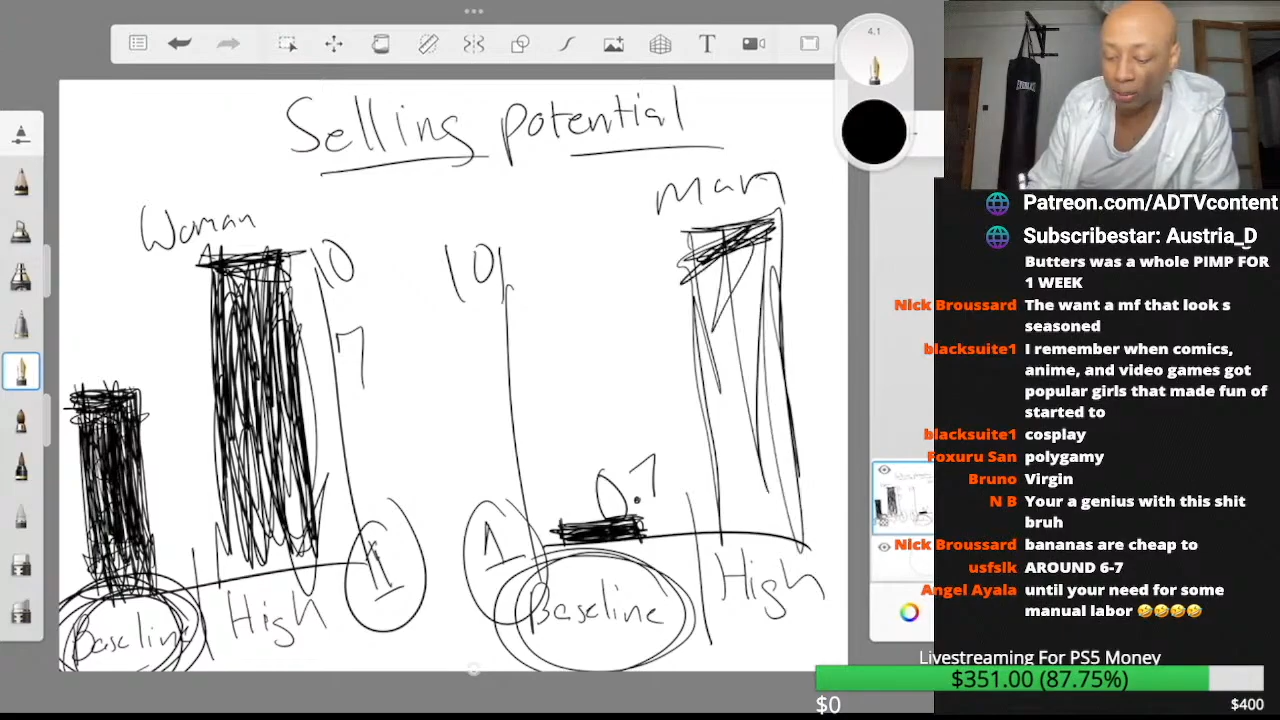 4.1
T
Selling potential
Woman
Man
10
10
7
0.7
1
1
Baseline
High
Baseline
High
EVERLAST
Patreon.com/ADTVcontent
Subscribestar: Austria_D
Butters was a whole PIMP FOR
1 WEEK
Nick Broussard The want a mf that look s
seasoned
blacksuite1 I remember when comics,
anime, and video games got
popular girls that made fun of
started to
blacksuite1 cosplay
Foxuru San polygamy
Bruno Virgin
N B Your a genius with this shit
bruh
Nick Broussard bananas are cheap to
usfslk AROUND 6-7
Angel Ayala until your need for some
manual labor 🤣🤣🤣🤣
Livestreaming For PS5 Money
$351.00 (87.75%)
$0
$400